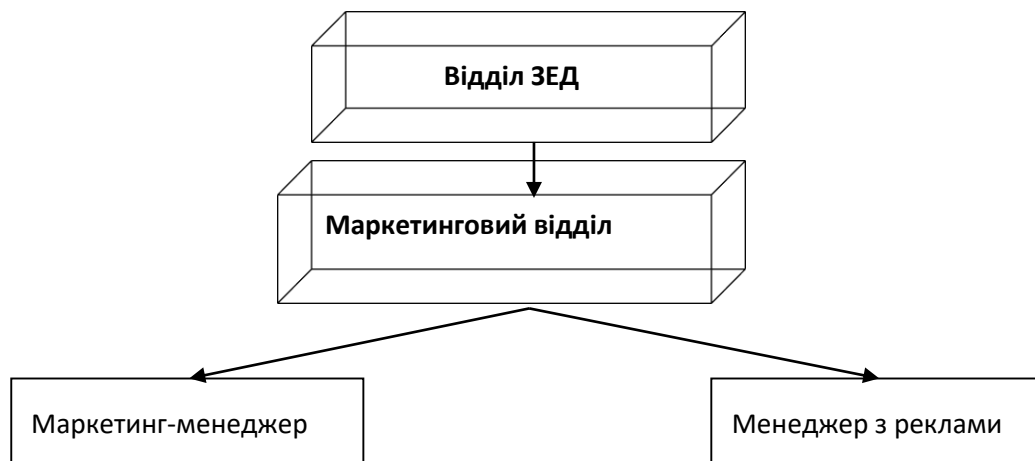 Відділ ЗЕД
Маркетинговий відділ
Маркетинг-менеджер
Менеджер з реклами